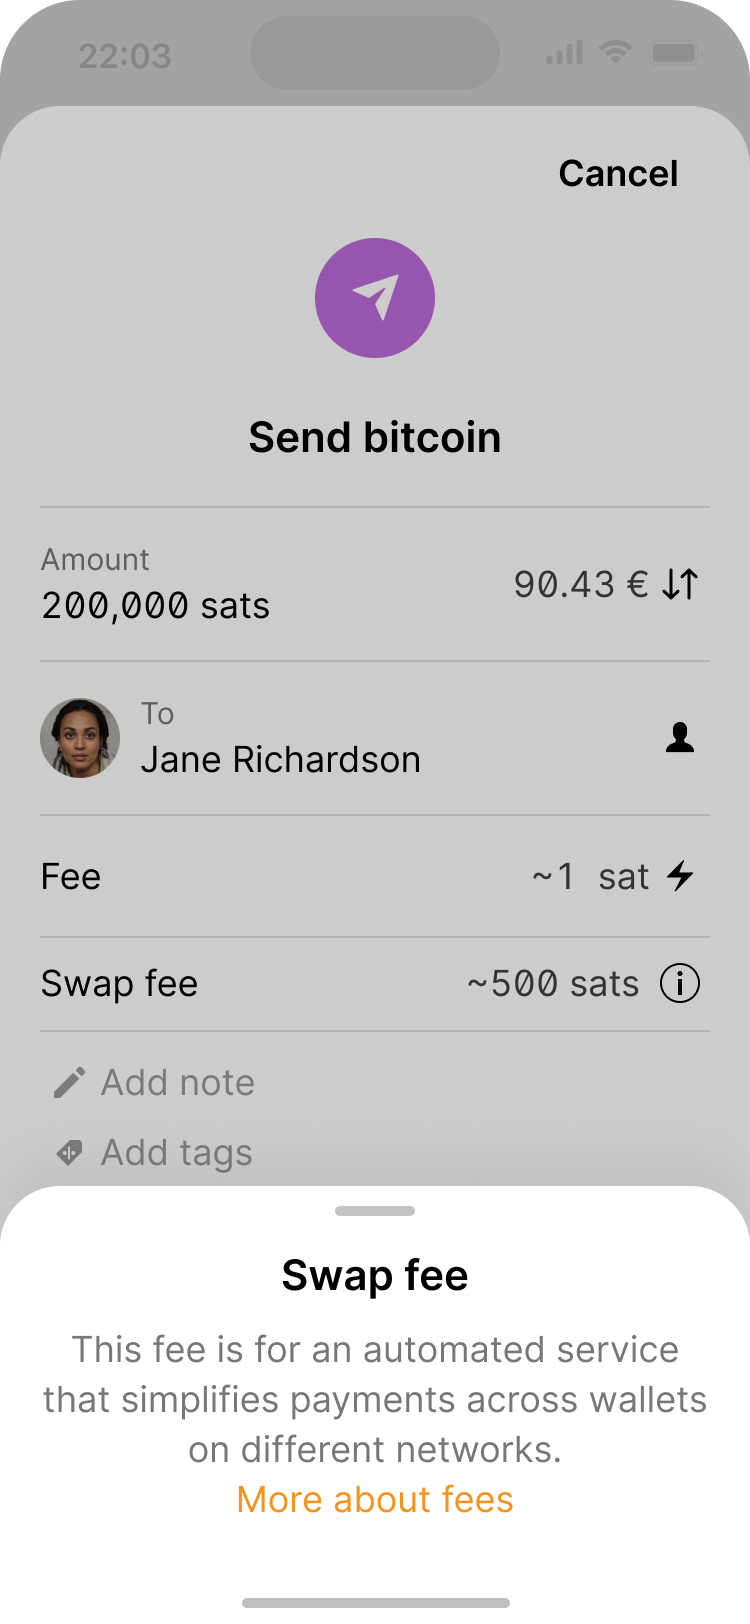 22:03
Cancel
Send bitcoin
Amount
200,000 sats
90.43 €
To
Jane Richardson
Fee
~1 sat
Swap fee
~500 sats
Add note
Add tags
Swap fee
This fee is for an automated service
that simplifies payments across wallets
on different networks.
More about fees